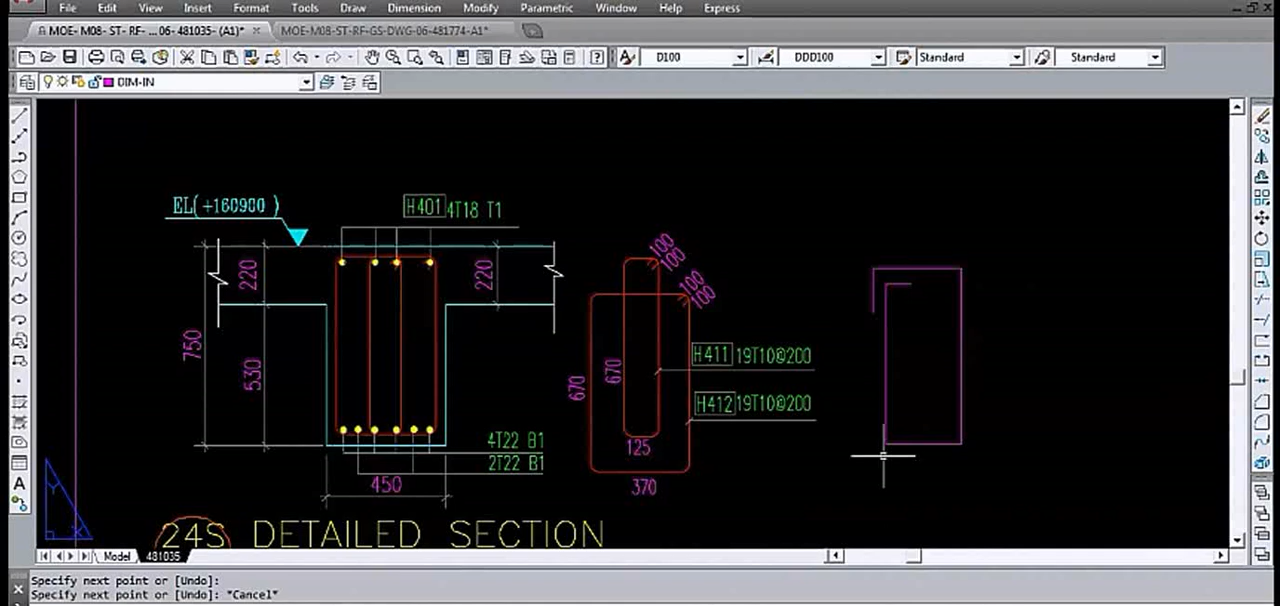 File Edit View Insert Format Tools Draw Dimension Modify Parametric Window Help Express
MOE- M08- ST- RF- ... 06- 481035- (A1)* MOE-M08-ST-RF-GS-DWG-06-481774-A1*
D100 DDD100 Standard Standard
DIM-IN
EL( +160900 )
H401 4T18 T1
220
220
750
530
100
100
100
100
H411 19T10@200
670
670
H412 19T10@200
125
4T22 B1
2T22 B1
450
370
24S DETAILED SECTION
Y
X
Model 481035
Specify next point or [Undo]:
Specify next point or [Undo]: *Cancel*